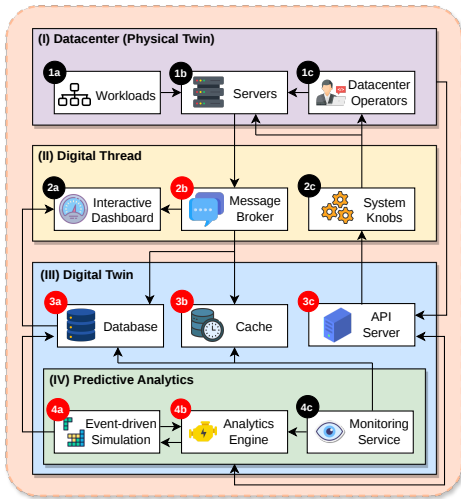 (I) Datacenter (Physical Twin)
1a
1b
1c
Workloads
Servers
Datacenter
Operators
(II) Digital Thread
2a
2b
2c
Interactive
Dashboard
Message
Broker
System
Knobs
(III) Digital Twin
3a
3b
3c
Database
Cache
API
Server
(IV) Predictive Analytics
4a
4b
4c
Event-driven
Simulation
Analytics
Engine
Monitoring
Service